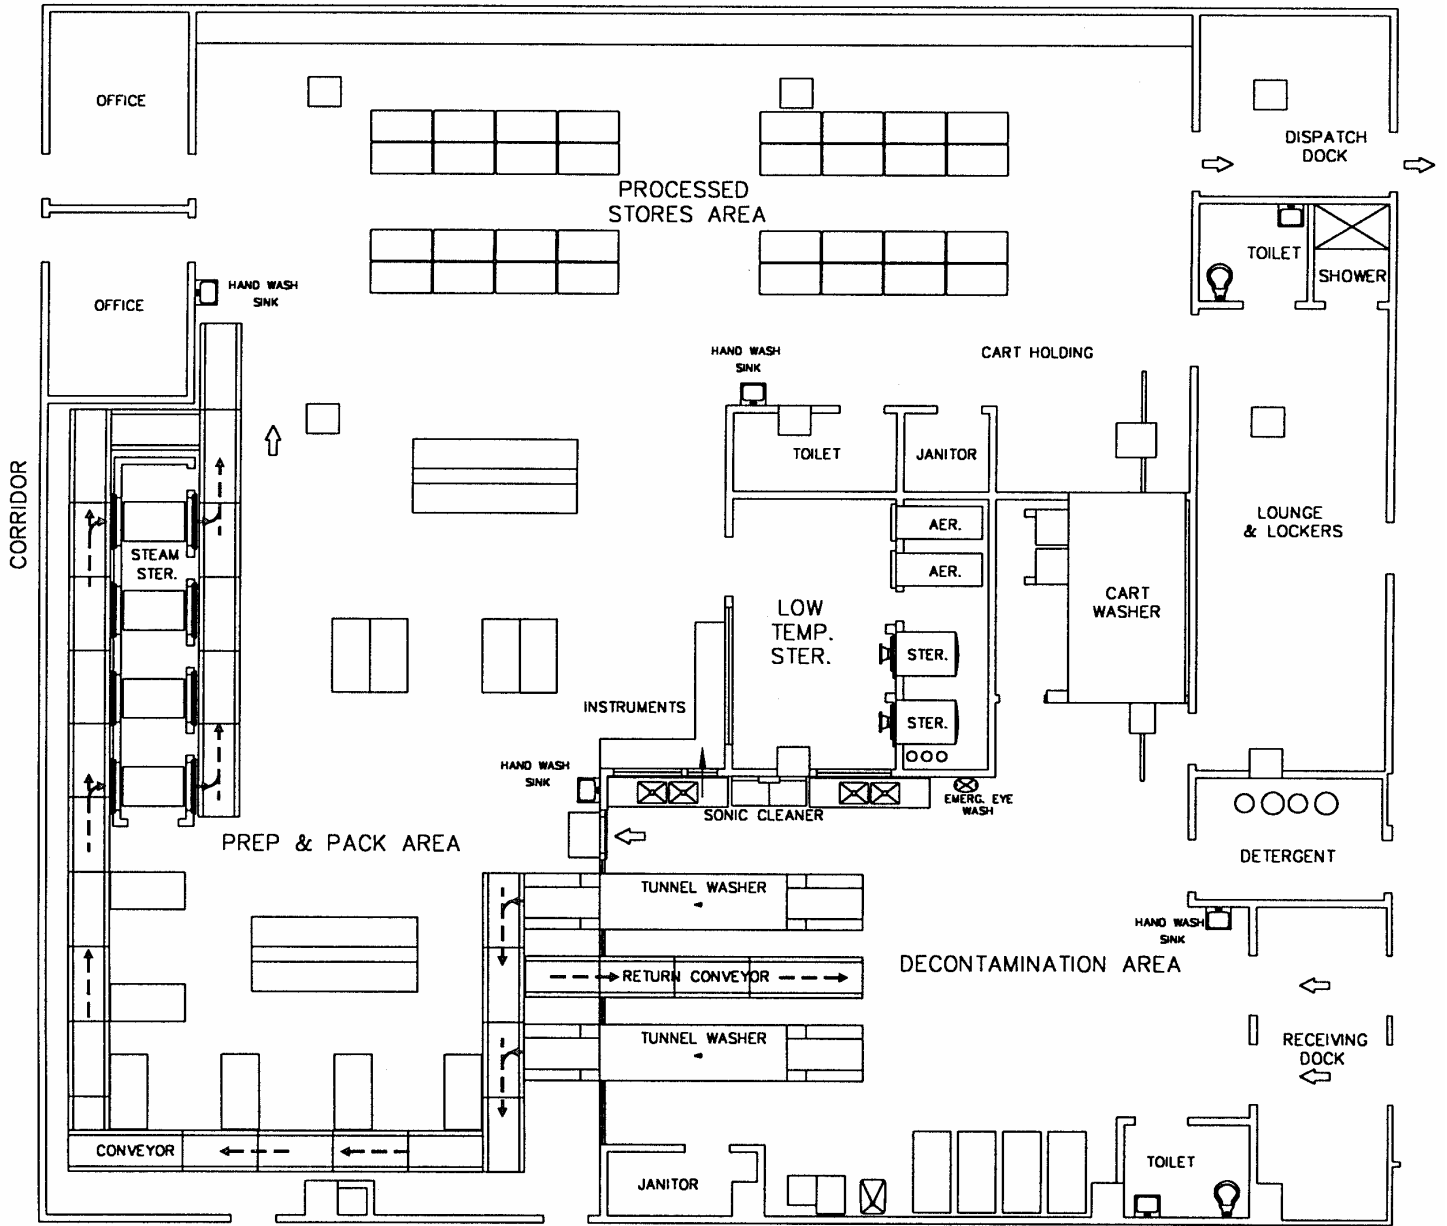 OFFICE
DISPATCH
DOCK
PROCESSED
STORES AREA
TOILET
SHOWER
HAND WASH
SINK
OFFICE
HAND WASH
SINK
CART HOLDING
TOILET
JANITOR
CORRIDOR
AER.
LOUNGE
& LOCKERS
STEAM
STER.
AER.
CART
WASHER
LOW
TEMP.
STER.
STER.
INSTRUMENTS
STER.
HAND WASH
SINK
EMERG. EYE
WASH
SONIC CLEANER
PREP & PACK AREA
DETERGENT
TUNNEL WASHER
HAND WASH
SINK
DECONTAMINATION AREA
RETURN CONVEYOR
TUNNEL WASHER
RECEIVING
DOCK
CONVEYOR
TOILET
JANITOR